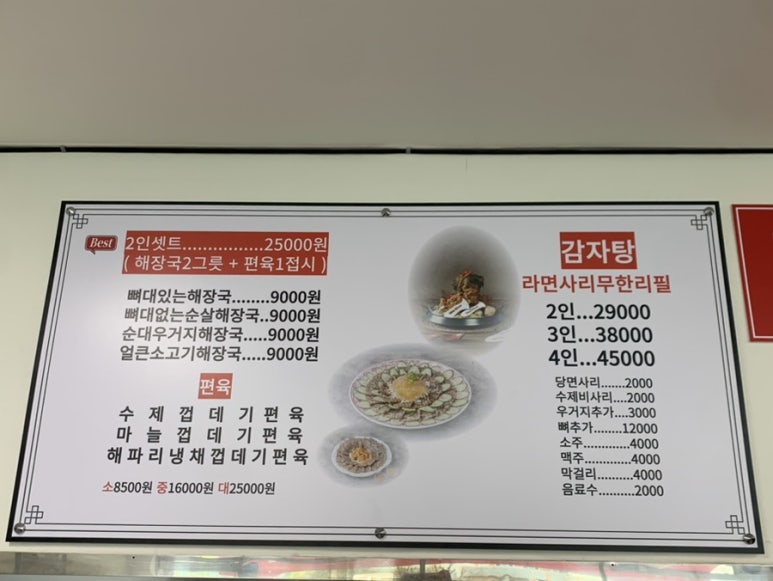 Best
2인셋트................25000원
( 해장국2그릇 + 편육1접시 )
뼈대있는해장국........9000원
뼈대없는순살해장국..9000원
순대우거지해장국.....9000원
얼큰소고기해장국.....9000원
편육
수 제 껍 데 기 편 육
마 늘 껍 데 기 편 육
해파리냉채껍데기편육
소8500원 중16000원 대25000원
감자탕
라면사리무한리필
2인...29000
3인...38000
4인...45000
당면사리.......2000
수제비사리....2000
우거지추가....3000
뼈추가........12000
소주..............4000
맥주..............4000
막걸리..........4000
음료수..........2000